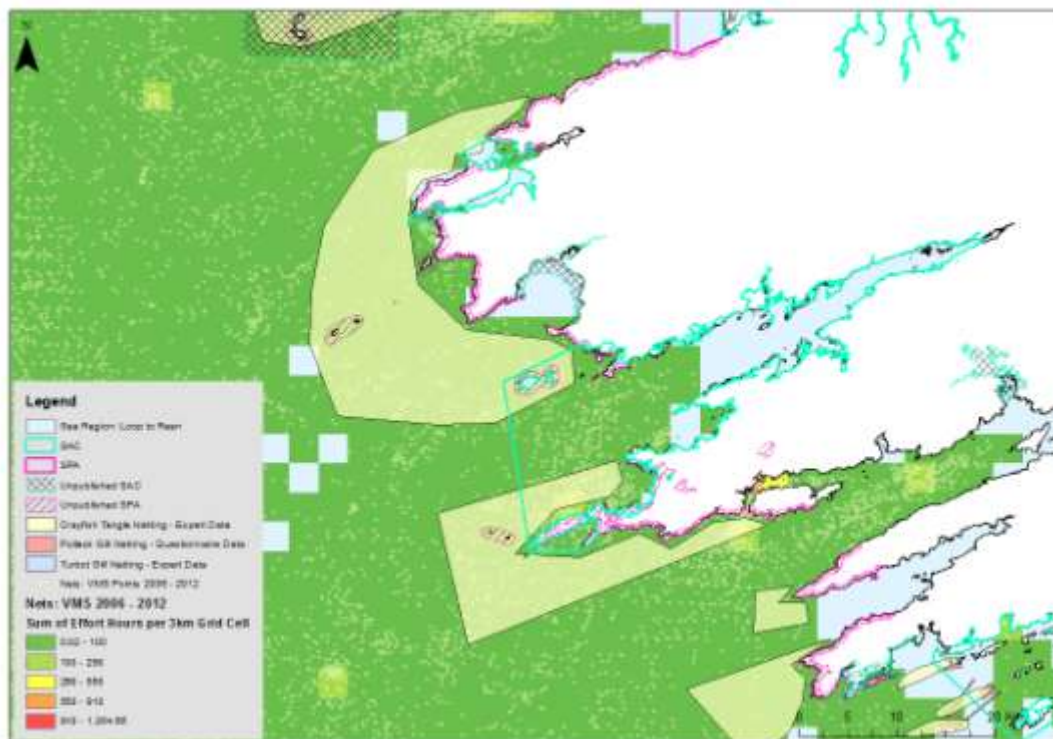 N
Legend
Sea Region: Loop to Rean
SAC
SPA
Unpublished SAC
Unpublished SPA
Crayfish Tangle Netting - Expert Data
Pollack Gill Netting - Questionnaire Data
Turbot Gill Netting - Expert Data
Nets: VMS Points 2006 - 2012
Nets: VMS 2006 - 2012
Sum of Effort Hours per 3km Grid Cell
0 5 10 20